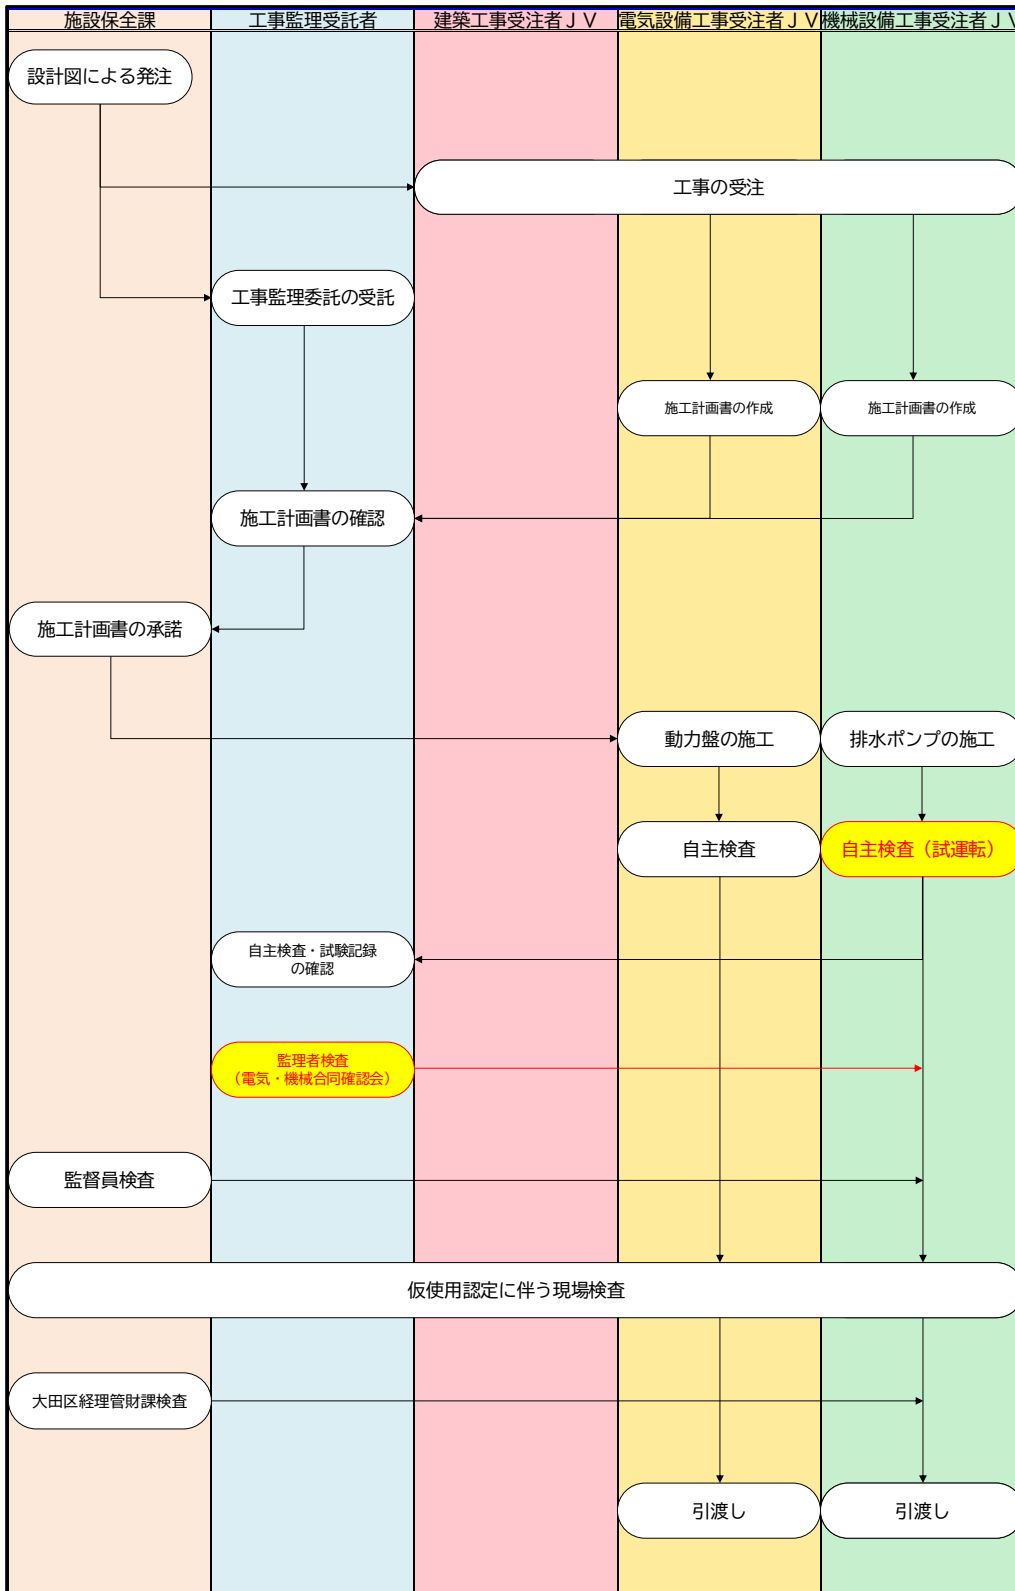 施設保全課
工事監理受託者
建築工事受注者ＪＶ
電気設備工事受注者ＪＶ
機械設備工事受注者ＪＶ
設計図による発注
工事の受注
工事監理委託の受託
施工計画書の作成
施工計画書の作成
施工計画書の確認
施工計画書の承諾
動力盤の施工
排水ポンプの施工
自主検査
自主検査（試運転）
自主検査・試験記録
の確認
監理者検査
（電気・機械合同確認会）
監督員検査
仮使用認定に伴う現場検査
大田区経理管財課検査
引渡し
引渡し